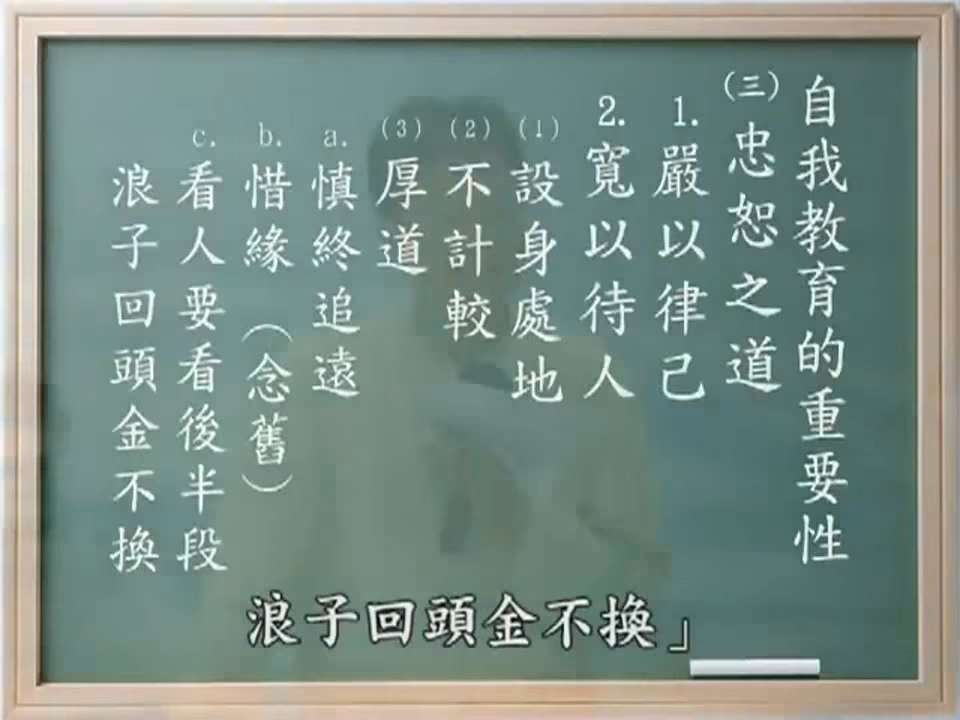 自我教育的重要性
(三)忠恕之道
1.嚴以律己
2.寬以待人
(1)設身處地
(2)不計較
(3)厚道
a.慎終追遠
b.惜緣(念舊)
c.看人要看後半段
浪子回頭金不換
浪子回頭金不換」